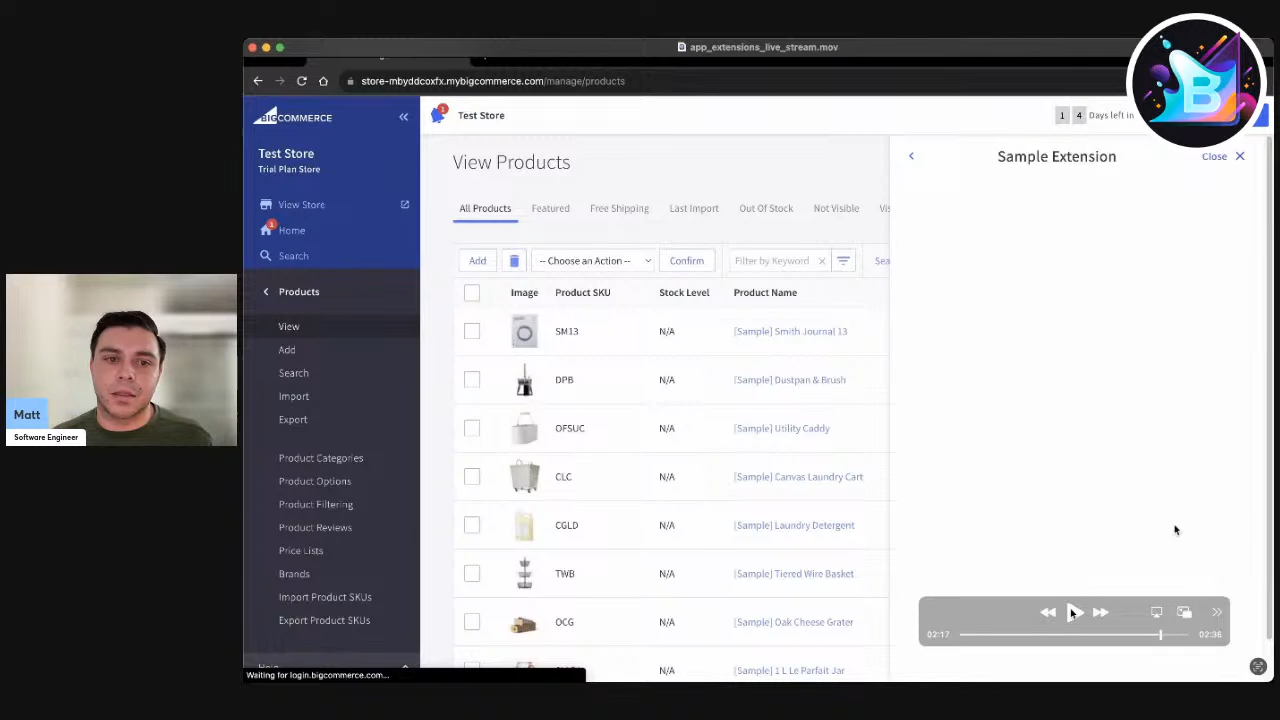 app_extensions_live_stream.mov
store-mbyddcoxfx.mybigcommerce.com/manage/products
BIGCOMMERCE
1
Test Store
1 4 Days left in
Test Store
Trial Plan Store
View Store
1
Home
Search
Products
View
Add
Search
Import
Export
Product Categories
Product Options
Product Filtering
Product Reviews
Price Lists
Brands
Import Product SKUs
Export Product SKUs
View Products
All Products Featured Free Shipping Last Import Out Of Stock Not Visible
Add -- Choose an Action -- Confirm Filter by Keyword
Image Product SKU Stock Level Product Name
SM13 N/A [Sample] Smith Journal 13
DPB N/A [Sample] Dustpan & Brush
OFSUC N/A [Sample] Utility Caddy
CLC N/A [Sample] Canvas Laundry Cart
CGLD N/A [Sample] Laundry Detergent
TWB N/A [Sample] Tiered Wire Basket
OCG N/A [Sample] Oak Cheese Grater
N/A [Sample] 1 L Le Parfait Jar
Sample Extension
Close
02:17 02:36
Waiting for login.bigcommerce.com...
Matt
Software Engineer
B